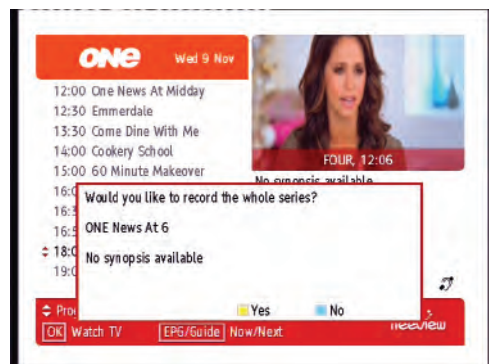 ONE Wed 9 Nov
12:00 One News At Midday
12:30 Emmerdale
13:30 Come Dine With Me
14:00 Cookery School
15:00 60 Minute Makeover
FOUR, 12:06
No synopsis available
Would you like to record the whole series?
ONE News At 6
No synopsis available
Yes No
OK Watch TV EPG/Guide Now/Next
freeview